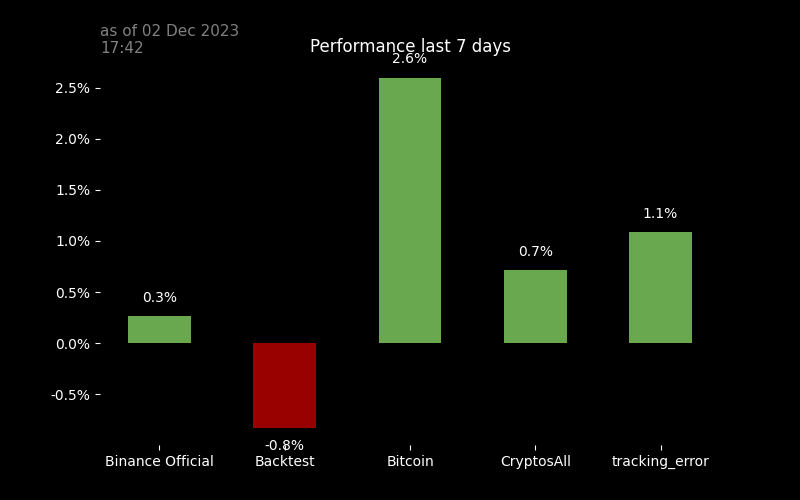 as of 02 Dec 2023
17:42
Performance last 7 days
2.5%
2.0%
1.5%
1.0%
0.5%
0.0%
-0.5%
0.3%
-0.8%
2.6%
0.7%
1.1%
Binance Official
Backtest
Bitcoin
CryptosAll
tracking_error